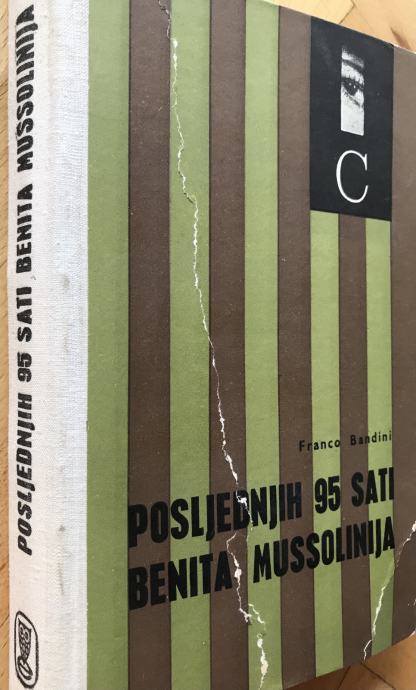 POSLJEDNJIH 95 SATI BENITA MUSSOLINIJA
C
Franco Bandini
POSLJEDNJIH 95 SATI
BENITA MUSSOLINIJA